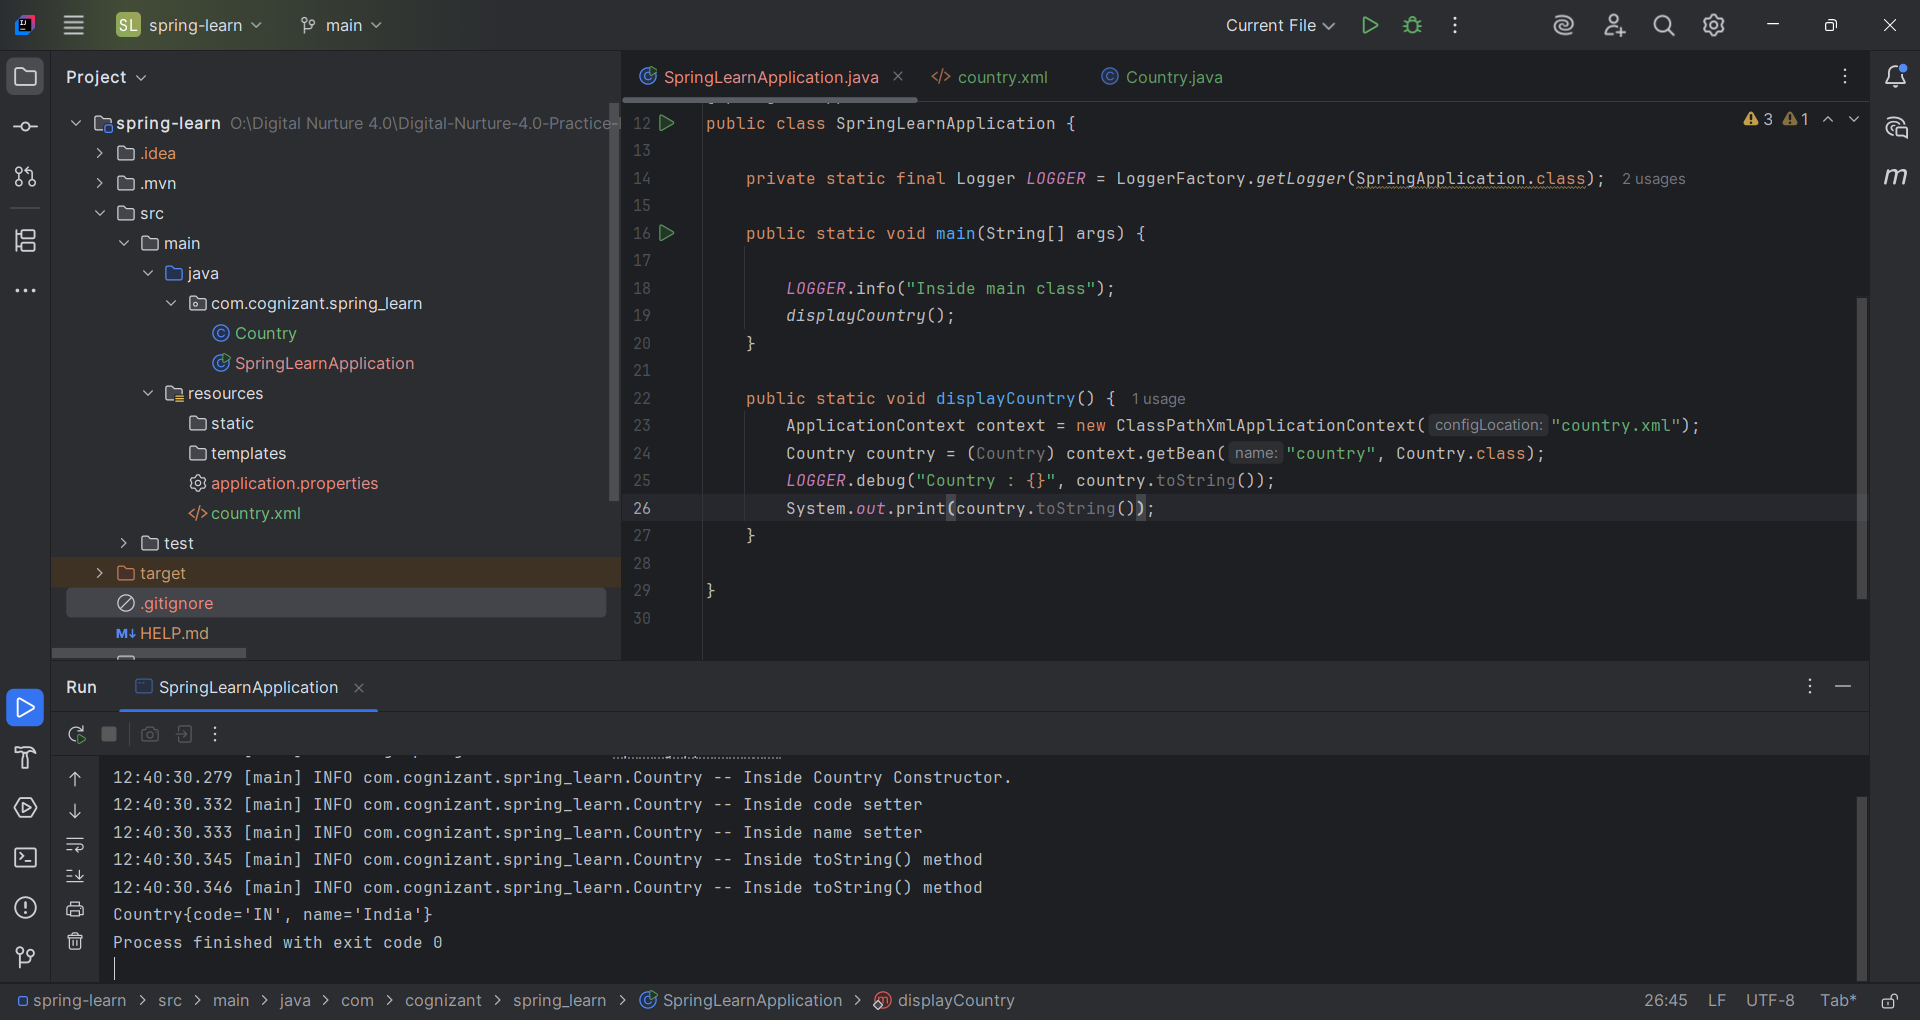 SL spring-learn main Current File
Project
SpringLearnApplication.java country.xml Country.java
spring-learn O:\Digital Nurture 4.0\Digital-Nurture-4.0-Practice-
.idea
.mvn
src
main
java
com.cognizant.spring_learn
Country
SpringLearnApplication
resources
static
templates
application.properties
country.xml
test
target
.gitignore
M↓ HELP.md
3 1
12 public class SpringLearnApplication {
13
14 private static final Logger LOGGER = LoggerFactory.getLogger(SpringApplication.class); 2 usages
15
16 public static void main(String[] args) {
17
18 LOGGER.info("Inside main class");
19 displayCountry();
20 }
21
22 public static void displayCountry() { 1 usage
23 ApplicationContext context = new ClassPathXmlApplicationContext( configLocation: "country.xml");
24 Country country = (Country) context.getBean( name: "country", Country.class);
25 LOGGER.debug("Country : {}", country.toString());
26 System.out.print(country.toString());
27 }
28
29 }
30
m
Run SpringLearnApplication
12:40:30.279 [main] INFO com.cognizant.spring_learn.Country -- Inside Country Constructor.
12:40:30.332 [main] INFO com.cognizant.spring_learn.Country -- Inside code setter
12:40:30.333 [main] INFO com.cognizant.spring_learn.Country -- Inside name setter
12:40:30.345 [main] INFO com.cognizant.spring_learn.Country -- Inside toString() method
12:40:30.346 [main] INFO com.cognizant.spring_learn.Country -- Inside toString() method
Country{code='IN', name='India'}
Process finished with exit code 0
spring-learn > src > main > java > com > cognizant > spring_learn > SpringLearnApplication > displayCountry 26:45 LF UTF-8 Tab*